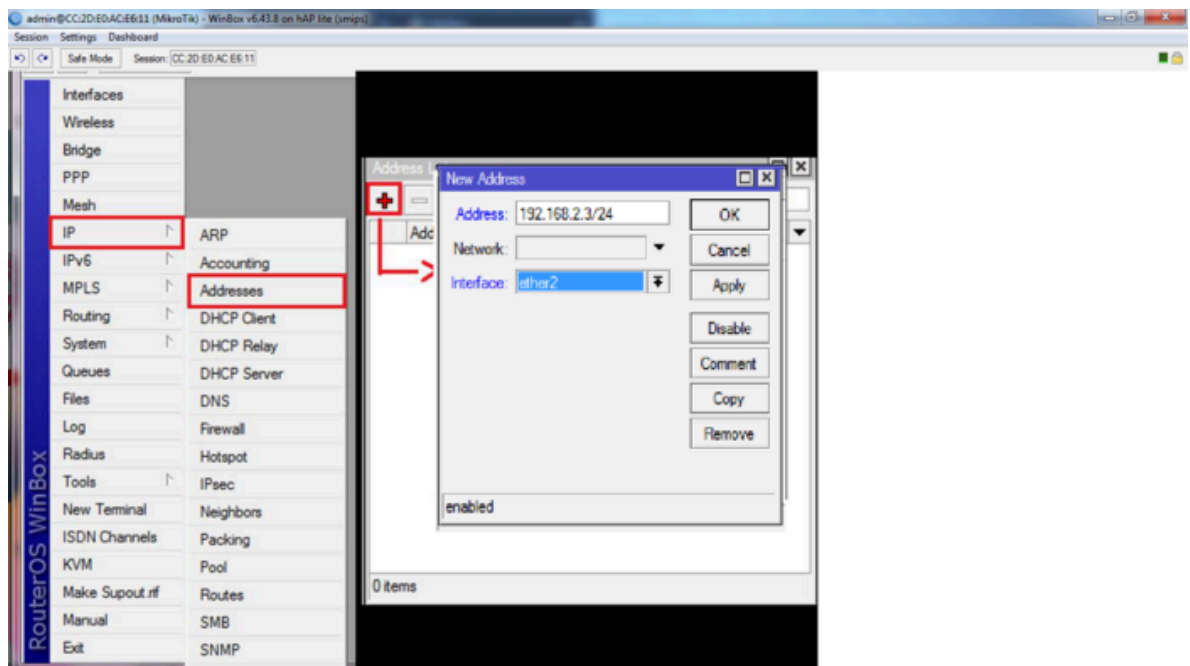 admin@CC:2D:E0:AC:E6:11 (MikroTik) - WinBox v6.43.8 on hAP lite (smips)
Session Settings Dashboard
Safe Mode Session: CC:2D:E0:AC:E6:11
Interfaces
Wireless
Bridge
PPP
Mesh
IP
IPv6
MPLS
Routing
System
Queues
Files
Log
Radius
Tools
New Terminal
ISDN Channels
KVM
Make Supout.rif
Manual
Exit
RouterOS WinBox
ARP
Accounting
Addresses
DHCP Client
DHCP Relay
DHCP Server
DNS
Firewall
Hotspot
IPsec
Neighbors
Packing
Pool
Routes
SMB
SNMP
Address L
Add
New Address
Address: 192.168.2.3/24
Network:
Interface: ether2
OK
Cancel
Apply
Disable
Comment
Copy
Remove
enabled
0 items